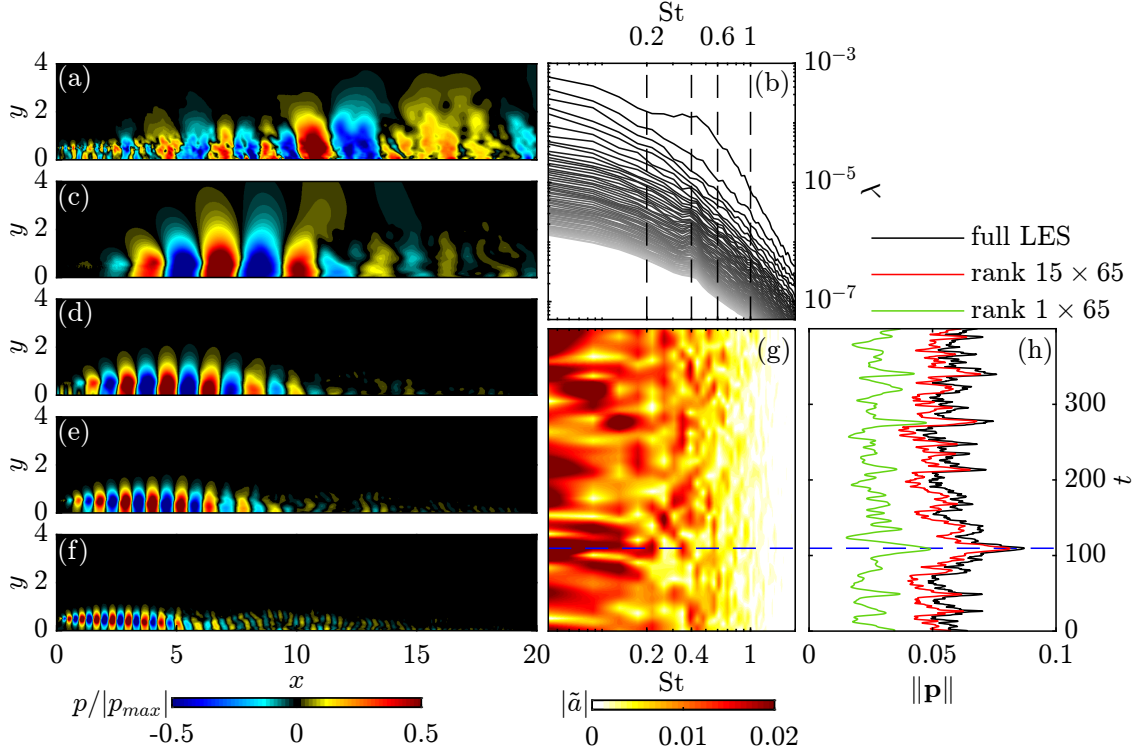 St
0.2 0.6 1
4
(a)
(b)
10⁻³
2
y
0
4
(c)
10⁻⁵
λ
2
y
0
full LES
rank 15 × 65
rank 1 × 65
10⁻⁷
4
(d)
(g)
(h)
2
y
0
300
4
(e)
2
y
200
t
0
4
(f)
100
2
y
0
0
0 5 10 15 20
0.2 0.4 1
0 0.05 0.1
x
St
‖p‖
p/|p_max|
-0.5 0 0.5
|ã|
0 0.01 0.02